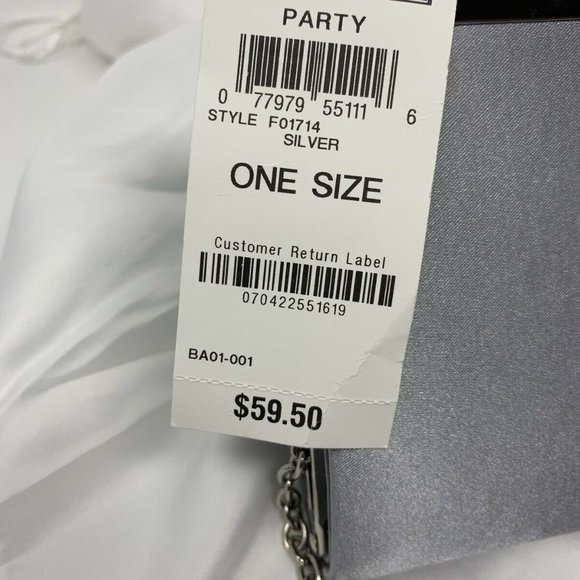 PARTY
0 77979 55111 6
STYLE F01714
SILVER
ONE SIZE
Customer Return Label
070422551619
BA01-001
$59.50